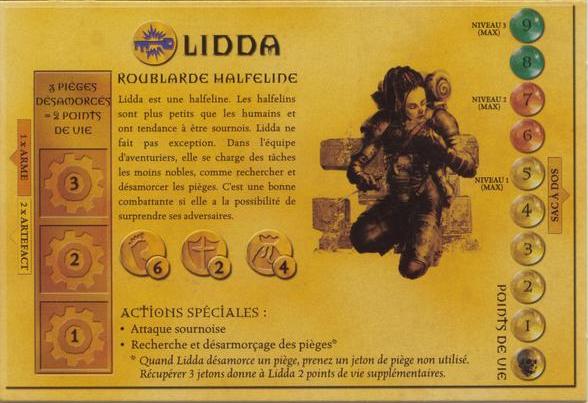 LIDDA
ROUBLARDE HALFELINE
Lidda est une halfeline. Les halfelins
sont plus petits que les humains et
ont tendance à être sournois. Lidda ne
fait pas exception. Dans l'équipe
d'aventuriers, elle se charge des tâches
les moins nobles, comme rechercher et
désamorcer les pièges. C'est une bonne
combattante si elle a la possibilité de
surprendre ses adversaires.
6
2
4
ACTIONS SPÉCIALES :
• Attaque sournoise
• Recherche et désarmorçage des pièges*
* Quand Lidda désamorce un piège, prenez un jeton de piège non utilisé.
Récupérer 3 jetons donne à Lidda 2 points de vie supplémentaires.
3 PIÈGES
DÉSAMORCÉS
= 2 POINTS
DE VIE
3
2
1
1 x ARME
2 x ARTEFACT
NIVEAU 3
(MAX)
9
8
NIVEAU 2
(MAX)
7
6
NIVEAU 1
(MAX)
5
4
3
2
1
SAC À DOS
POINTS DE VIE